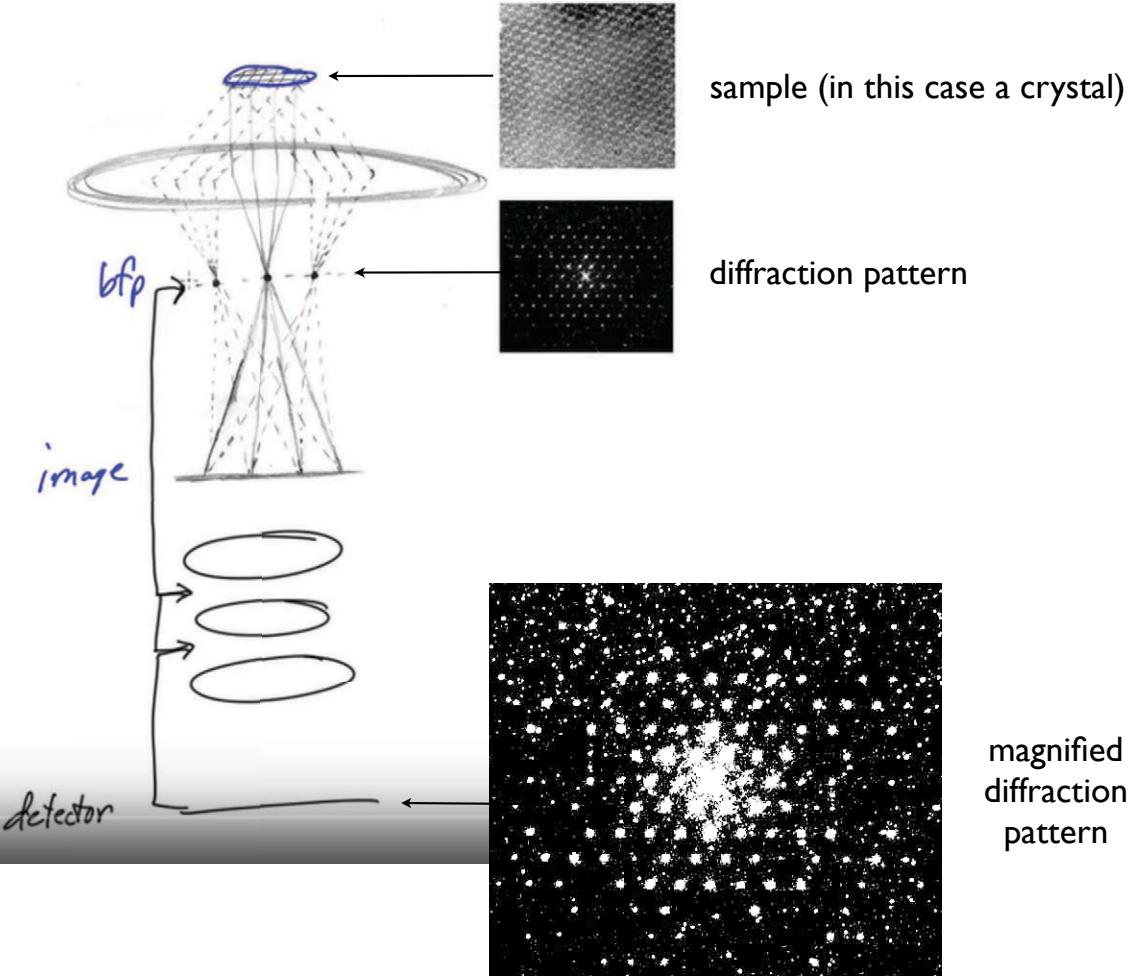 sample (in this case a crystal)
bfp
diffraction pattern
image
detector
magnified
diffraction
pattern